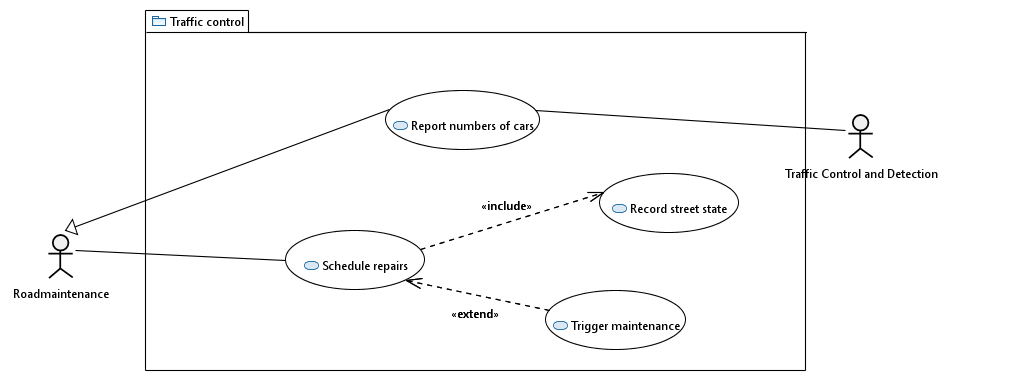 Traffic control
Report numbers of cars
Traffic Control and Detection
«include»
Record street state
Roadmaintenance
Schedule repairs
«extend»
Trigger maintenance